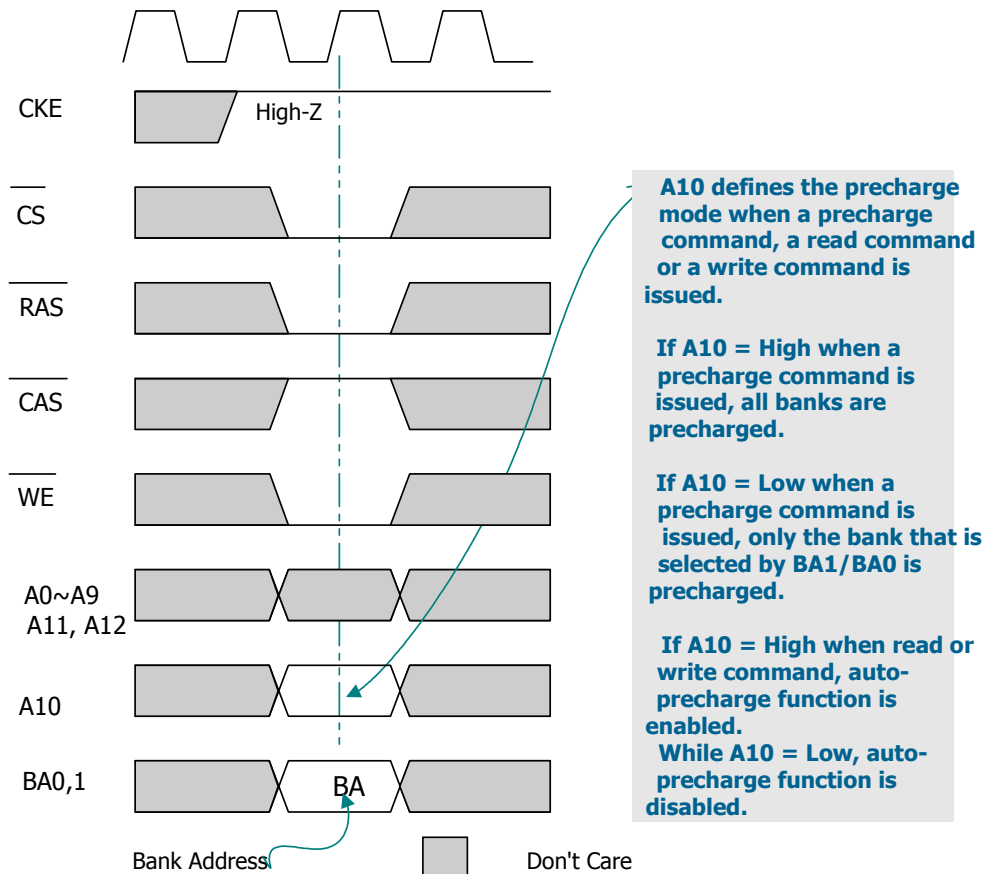 CKE
High-Z
CS
RAS
CAS
WE
A0~A9
A11, A12
A10
BA0,1
BA
Bank Address
Don't Care
A10 defines the precharge
mode when a precharge
command, a read command
or a write command is
issued.
If A10 = High when a
precharge command is
issued, all banks are
precharged.
If A10 = Low when a
precharge command is
issued, only the bank that is
selected by BA1/BA0 is
precharged.
If A10 = High when read or
write command, auto-
precharge function is
enabled.
While A10 = Low, auto-
precharge function is
disabled.